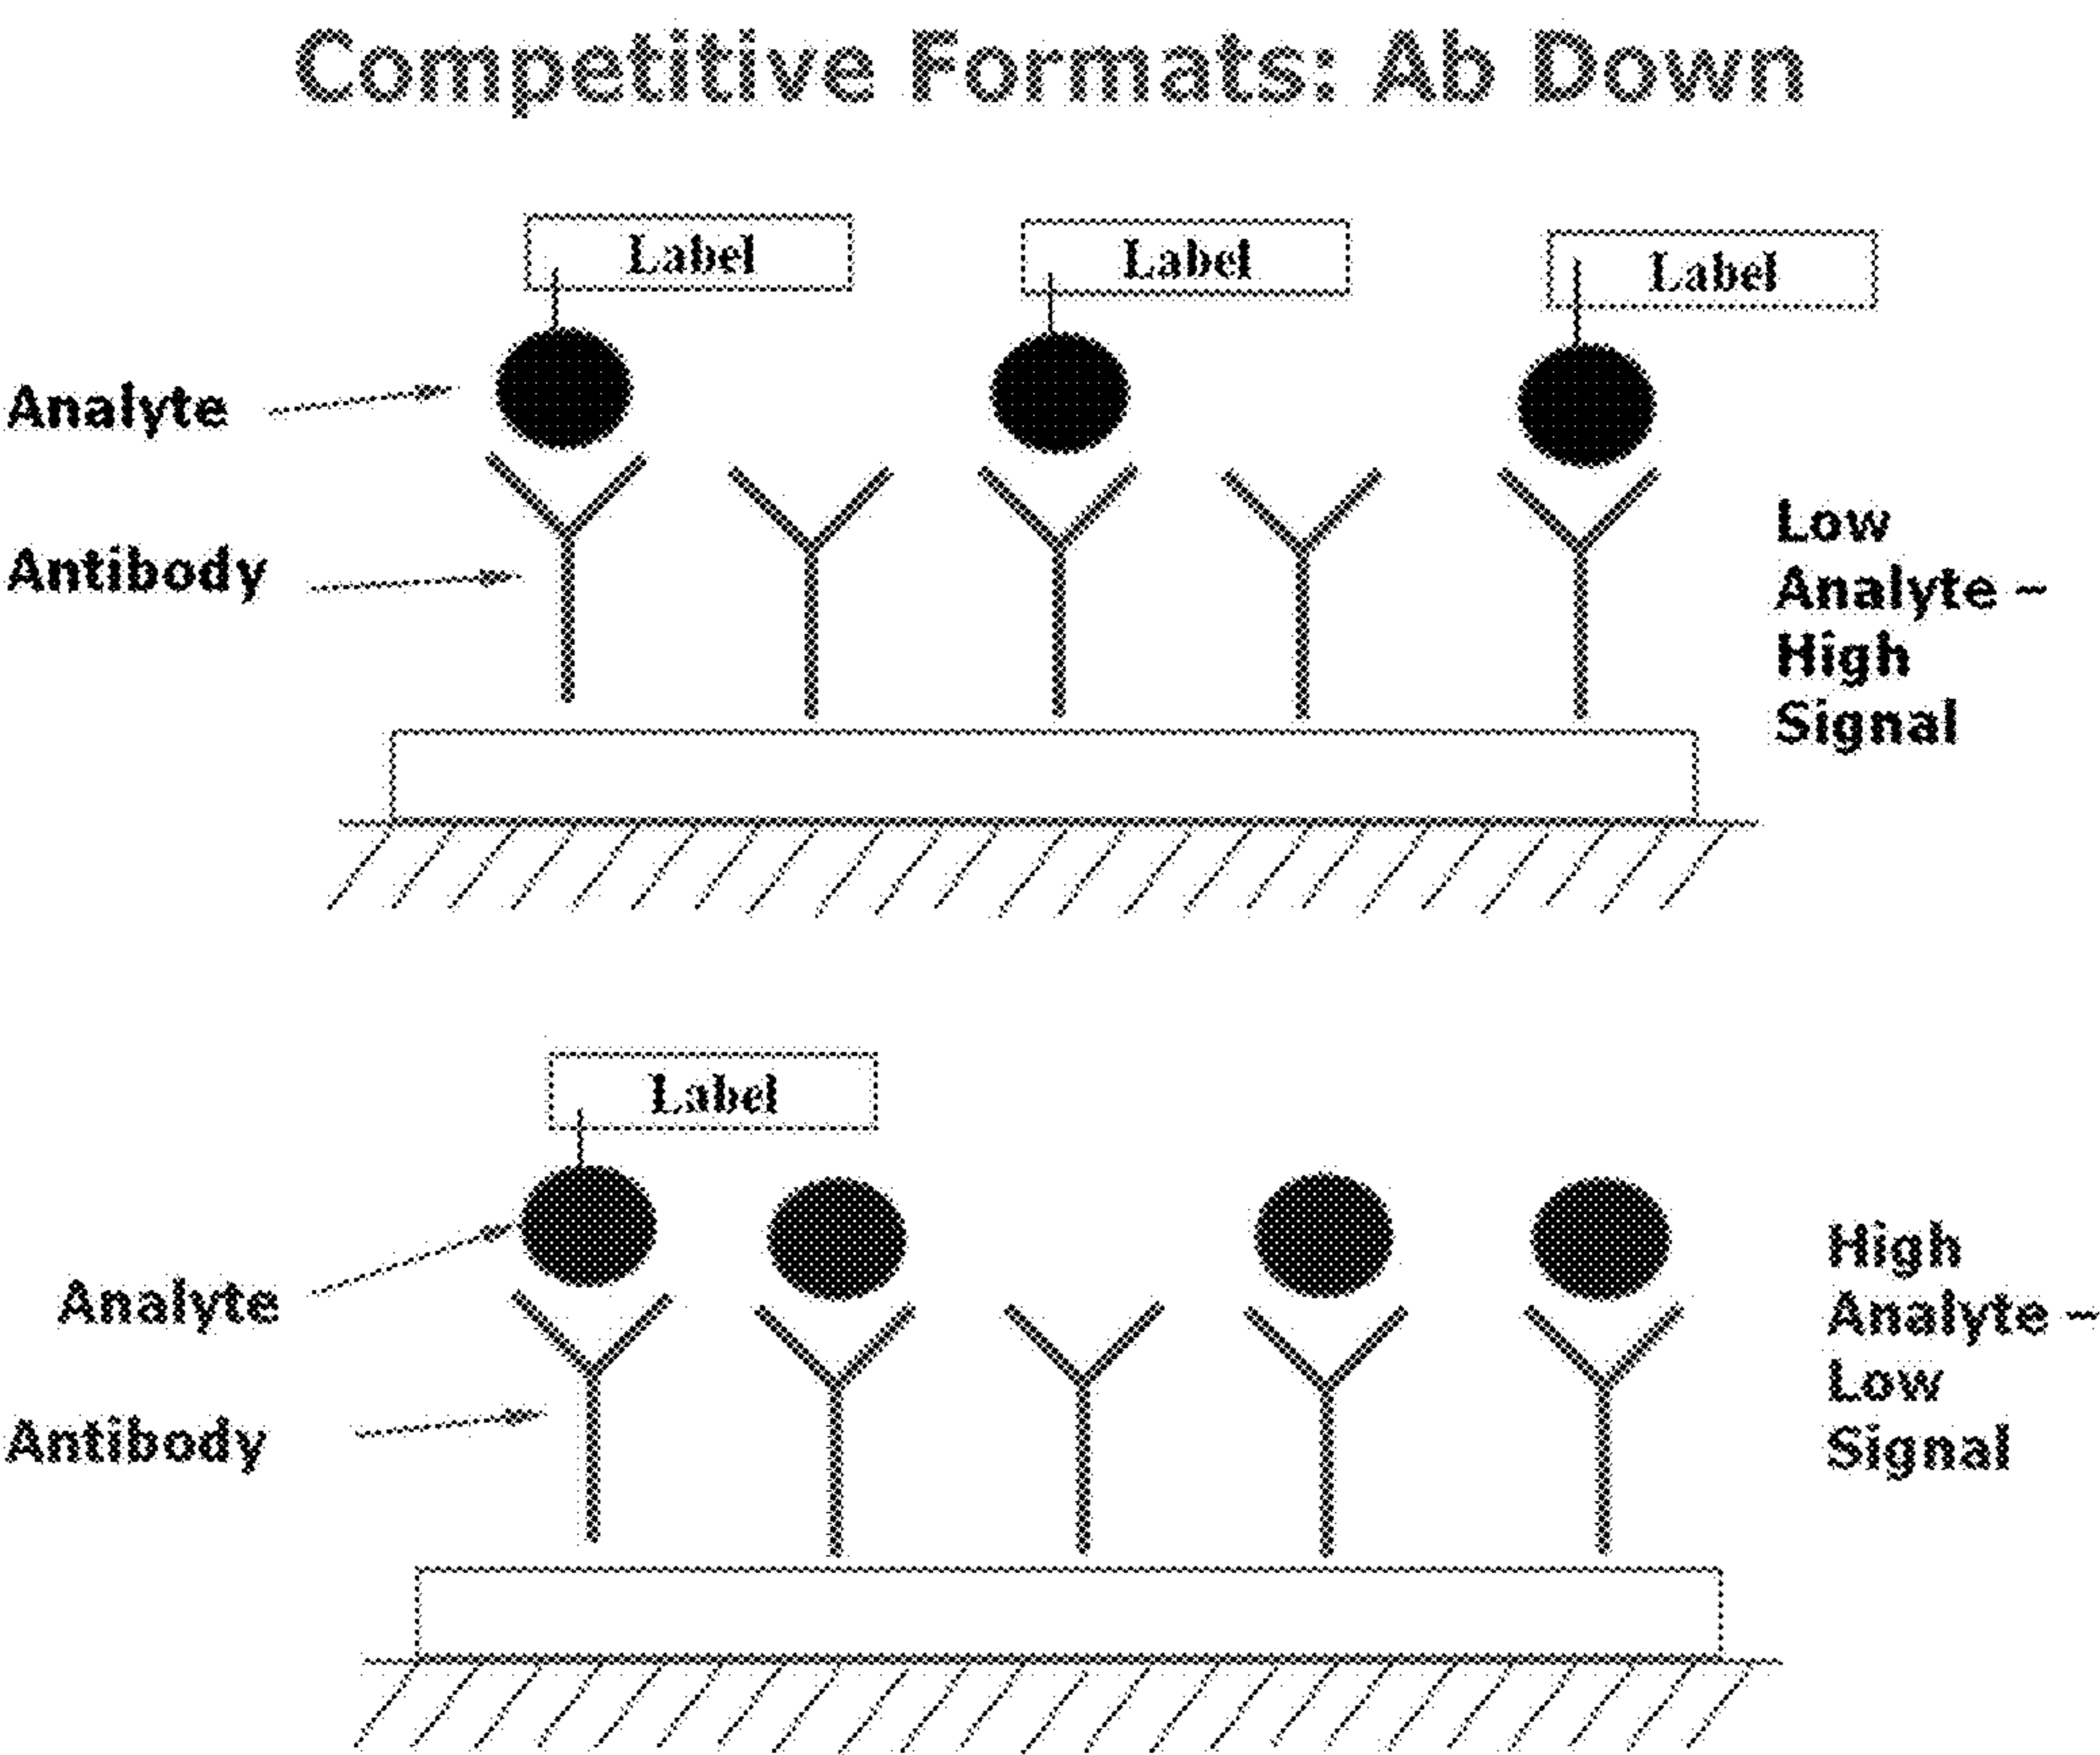 Competitive Formats: Ab Down
Label
Label
Label
Analyte
Antibody
Low
Analyte –
High
Signal
Label
Analyte
Antibody
High
Analyte –
Low
Signal